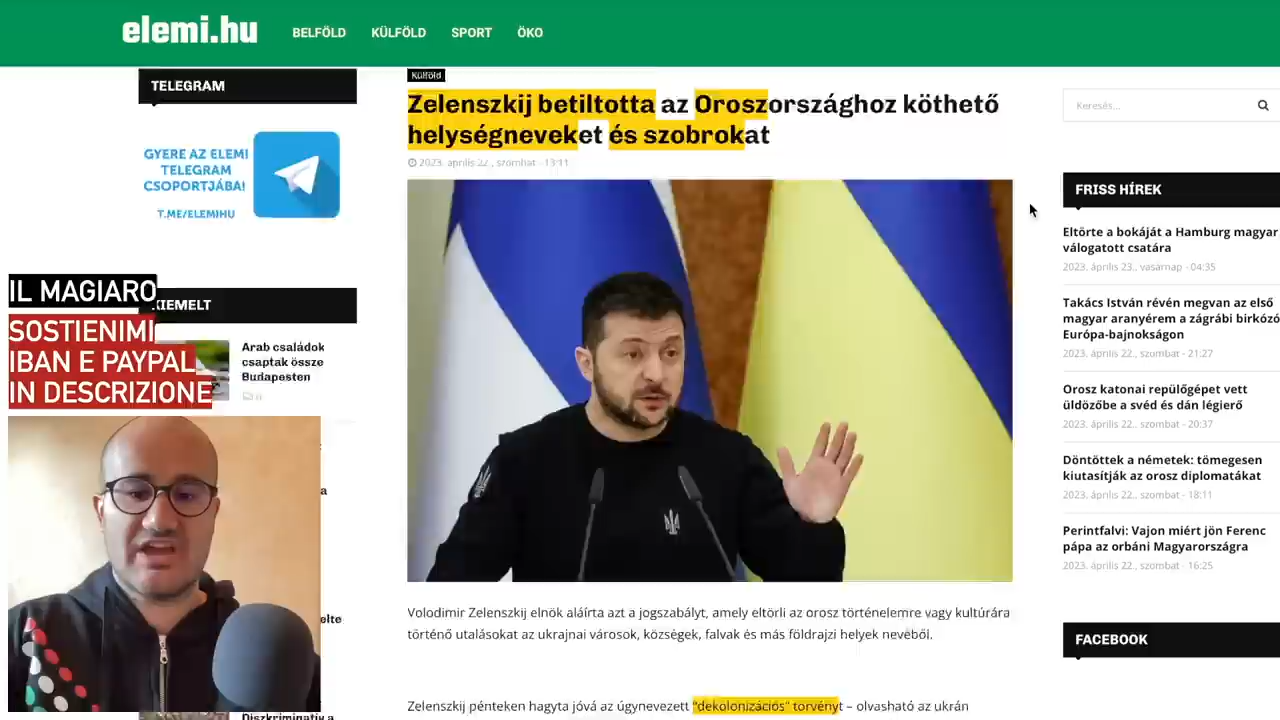 elemi.hu
BELFÖLD KÜLFÖLD SPORT ÖKO
TELEGRAM
GYERE AZ ELEMI
TELEGRAM
CSOPORTJÁBA!
T.ME/ELEMIHU
KIEMELT
Arab családok
csaptak össze
Budapesten
IL MAGIARO
SOSTIENIMI
IBAN E PAYPAL
IN DESCRIZIONE
Külföld
Zelenszkij betiltotta az Oroszországhoz köthető
helységneveket és szobrokat
2023. április 22., szombat - 13:11
Volodimir Zelenszkij elnök aláírta azt a jogszabályt, amely eltörli az orosz történelemre vagy kultúrára
történő utalásokat az ukrajnai városok, községek, falvak és más földrajzi helyek nevéből.
Zelenszkij pénteken hagyta jóvá az úgynevezett "dekolonizációs" törvényt – olvasható az ukrán
Keresés...
FRISS HÍREK
Eltörte a bokáját a Hamburg magyar
válogatott csatára
2023. április 23., vasárnap - 04:35
Takács István révén megvan az első
magyar aranyérem a zágrábi birkózó
Európa-bajnokságon
2023. április 22., szombat - 21:27
Orosz katonai repülőgépet vett
üldözőbe a svéd és dán légierő
2023. április 22., szombat - 20:37
Döntöttek a németek: tömegesen
kiutasítják az orosz diplomatákat
2023. április 22., szombat - 18:11
Perintfalvi: Vajon miért jön Ferenc
pápa az orbáni Magyarországra
2023. április 22., szombat - 16:25
FACEBOOK